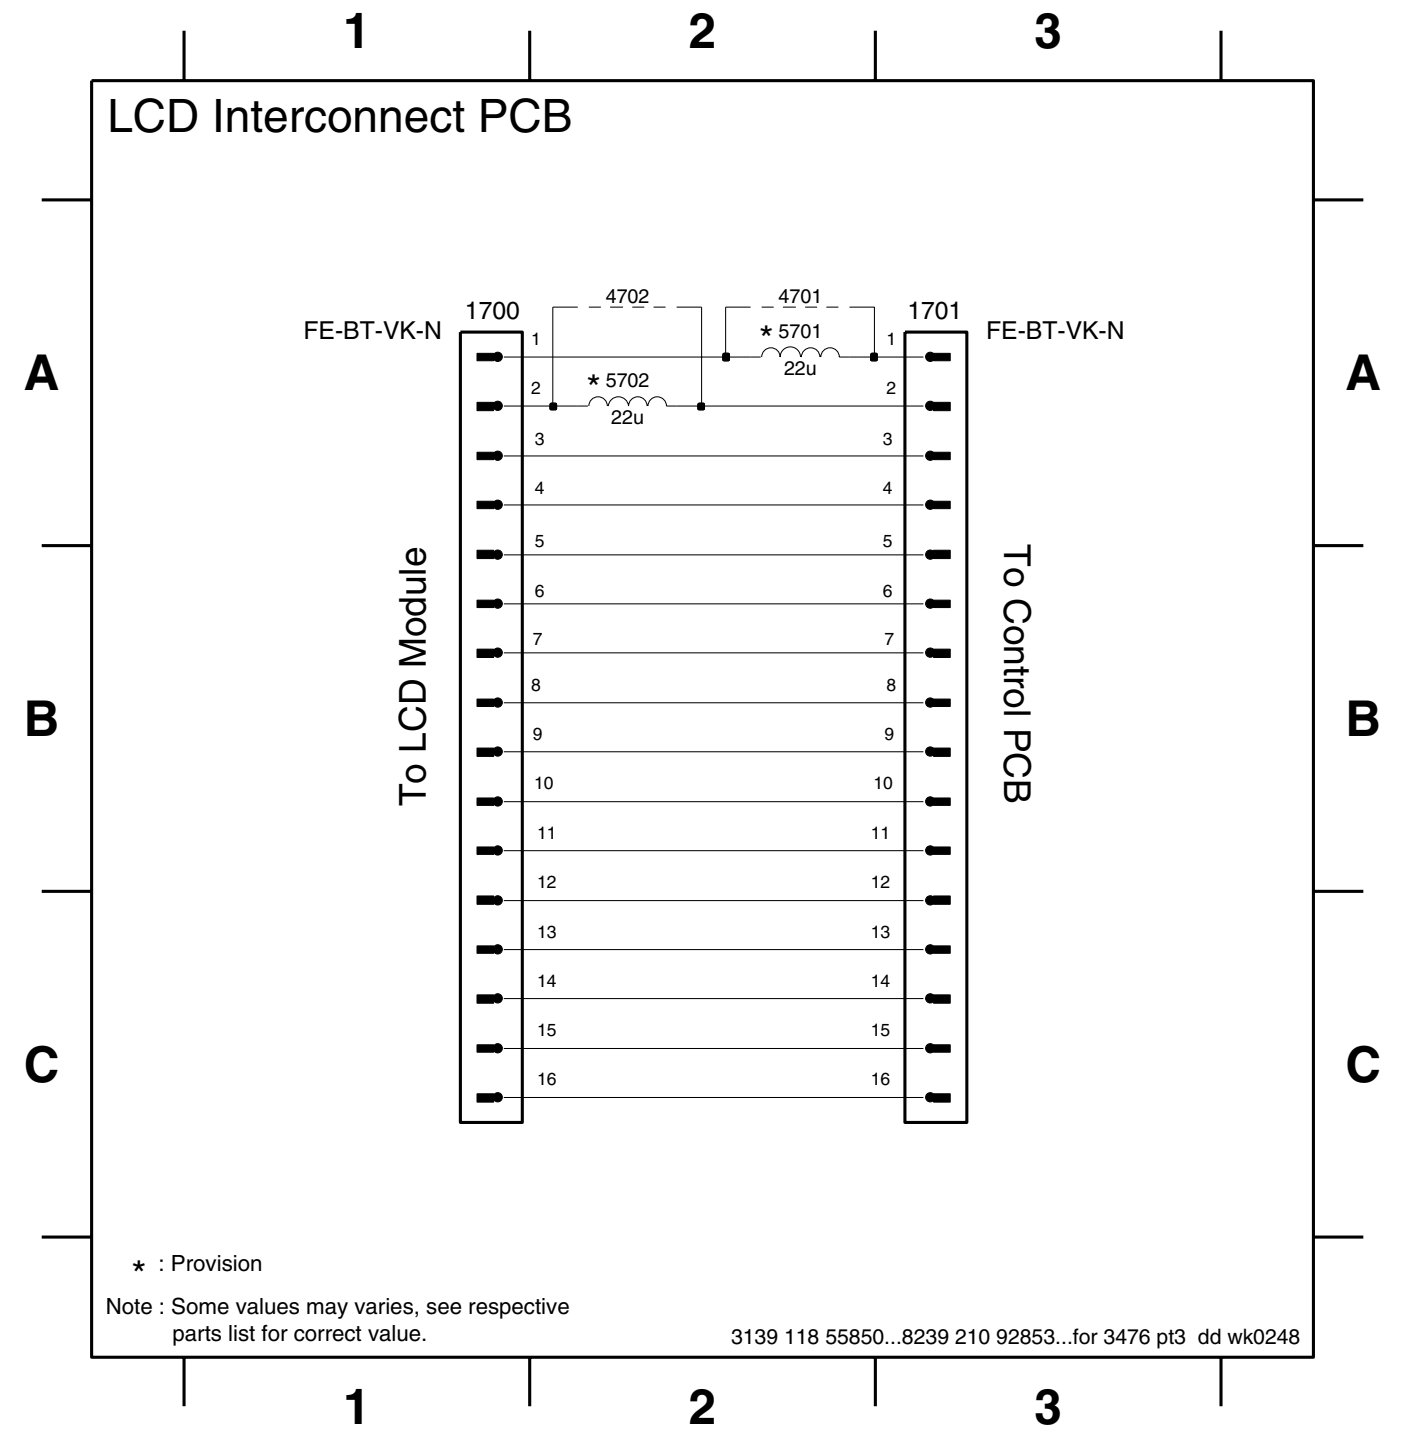 1 2 3
LCD Interconnect PCB
4702 4701
1700 1701
FE-BT-VK-N FE-BT-VK-N
* 5701
1 1
22u
A A
* 5702
2 2
22u
3 3
4 4
5 5
6 6
7 7
To LCD Module
To Control PCB
8 8
B B
9 9
10 10
11 11
12 12
13 13
14 14
15 15
C C
16 16
* : Provision
Note : Some values may varies, see respective
parts list for correct value.
3139 118 55850...8239 210 92853...for 3476 pt3 dd wk0248
1 2 3